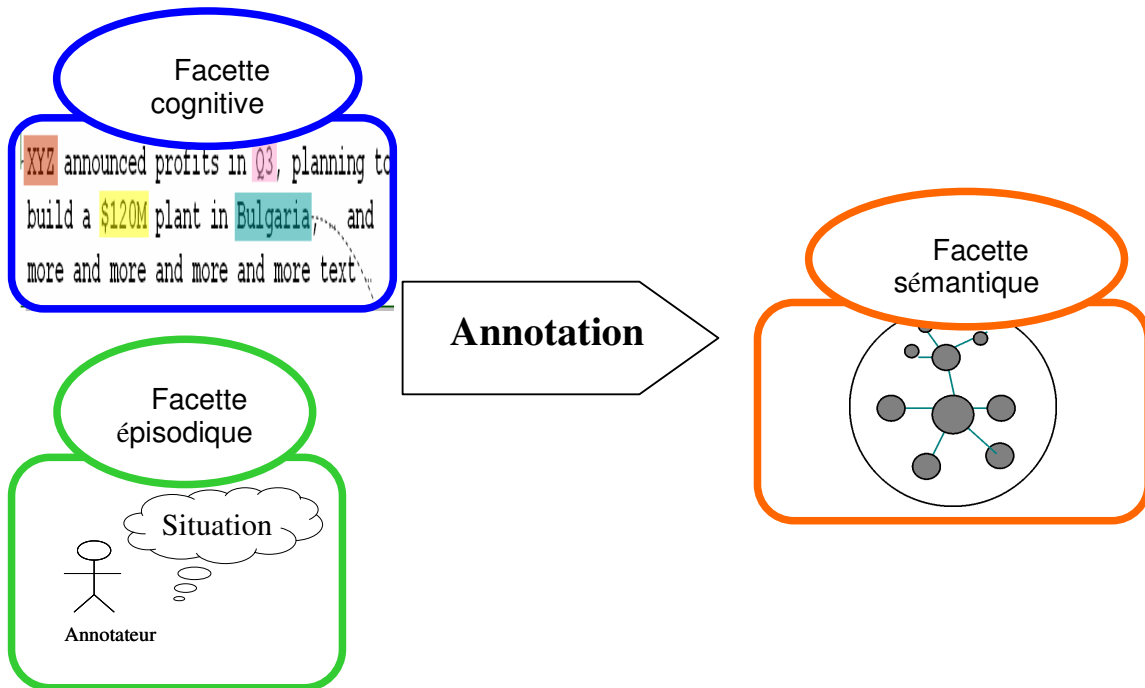 Facette
cognitive
XYZ announced profits in Q3, planning to
build a $120M plant in Bulgaria, and
more and more and more and more text
Annotation
Facette
sémantique
Facette
épisodique
Situation
Annotateur